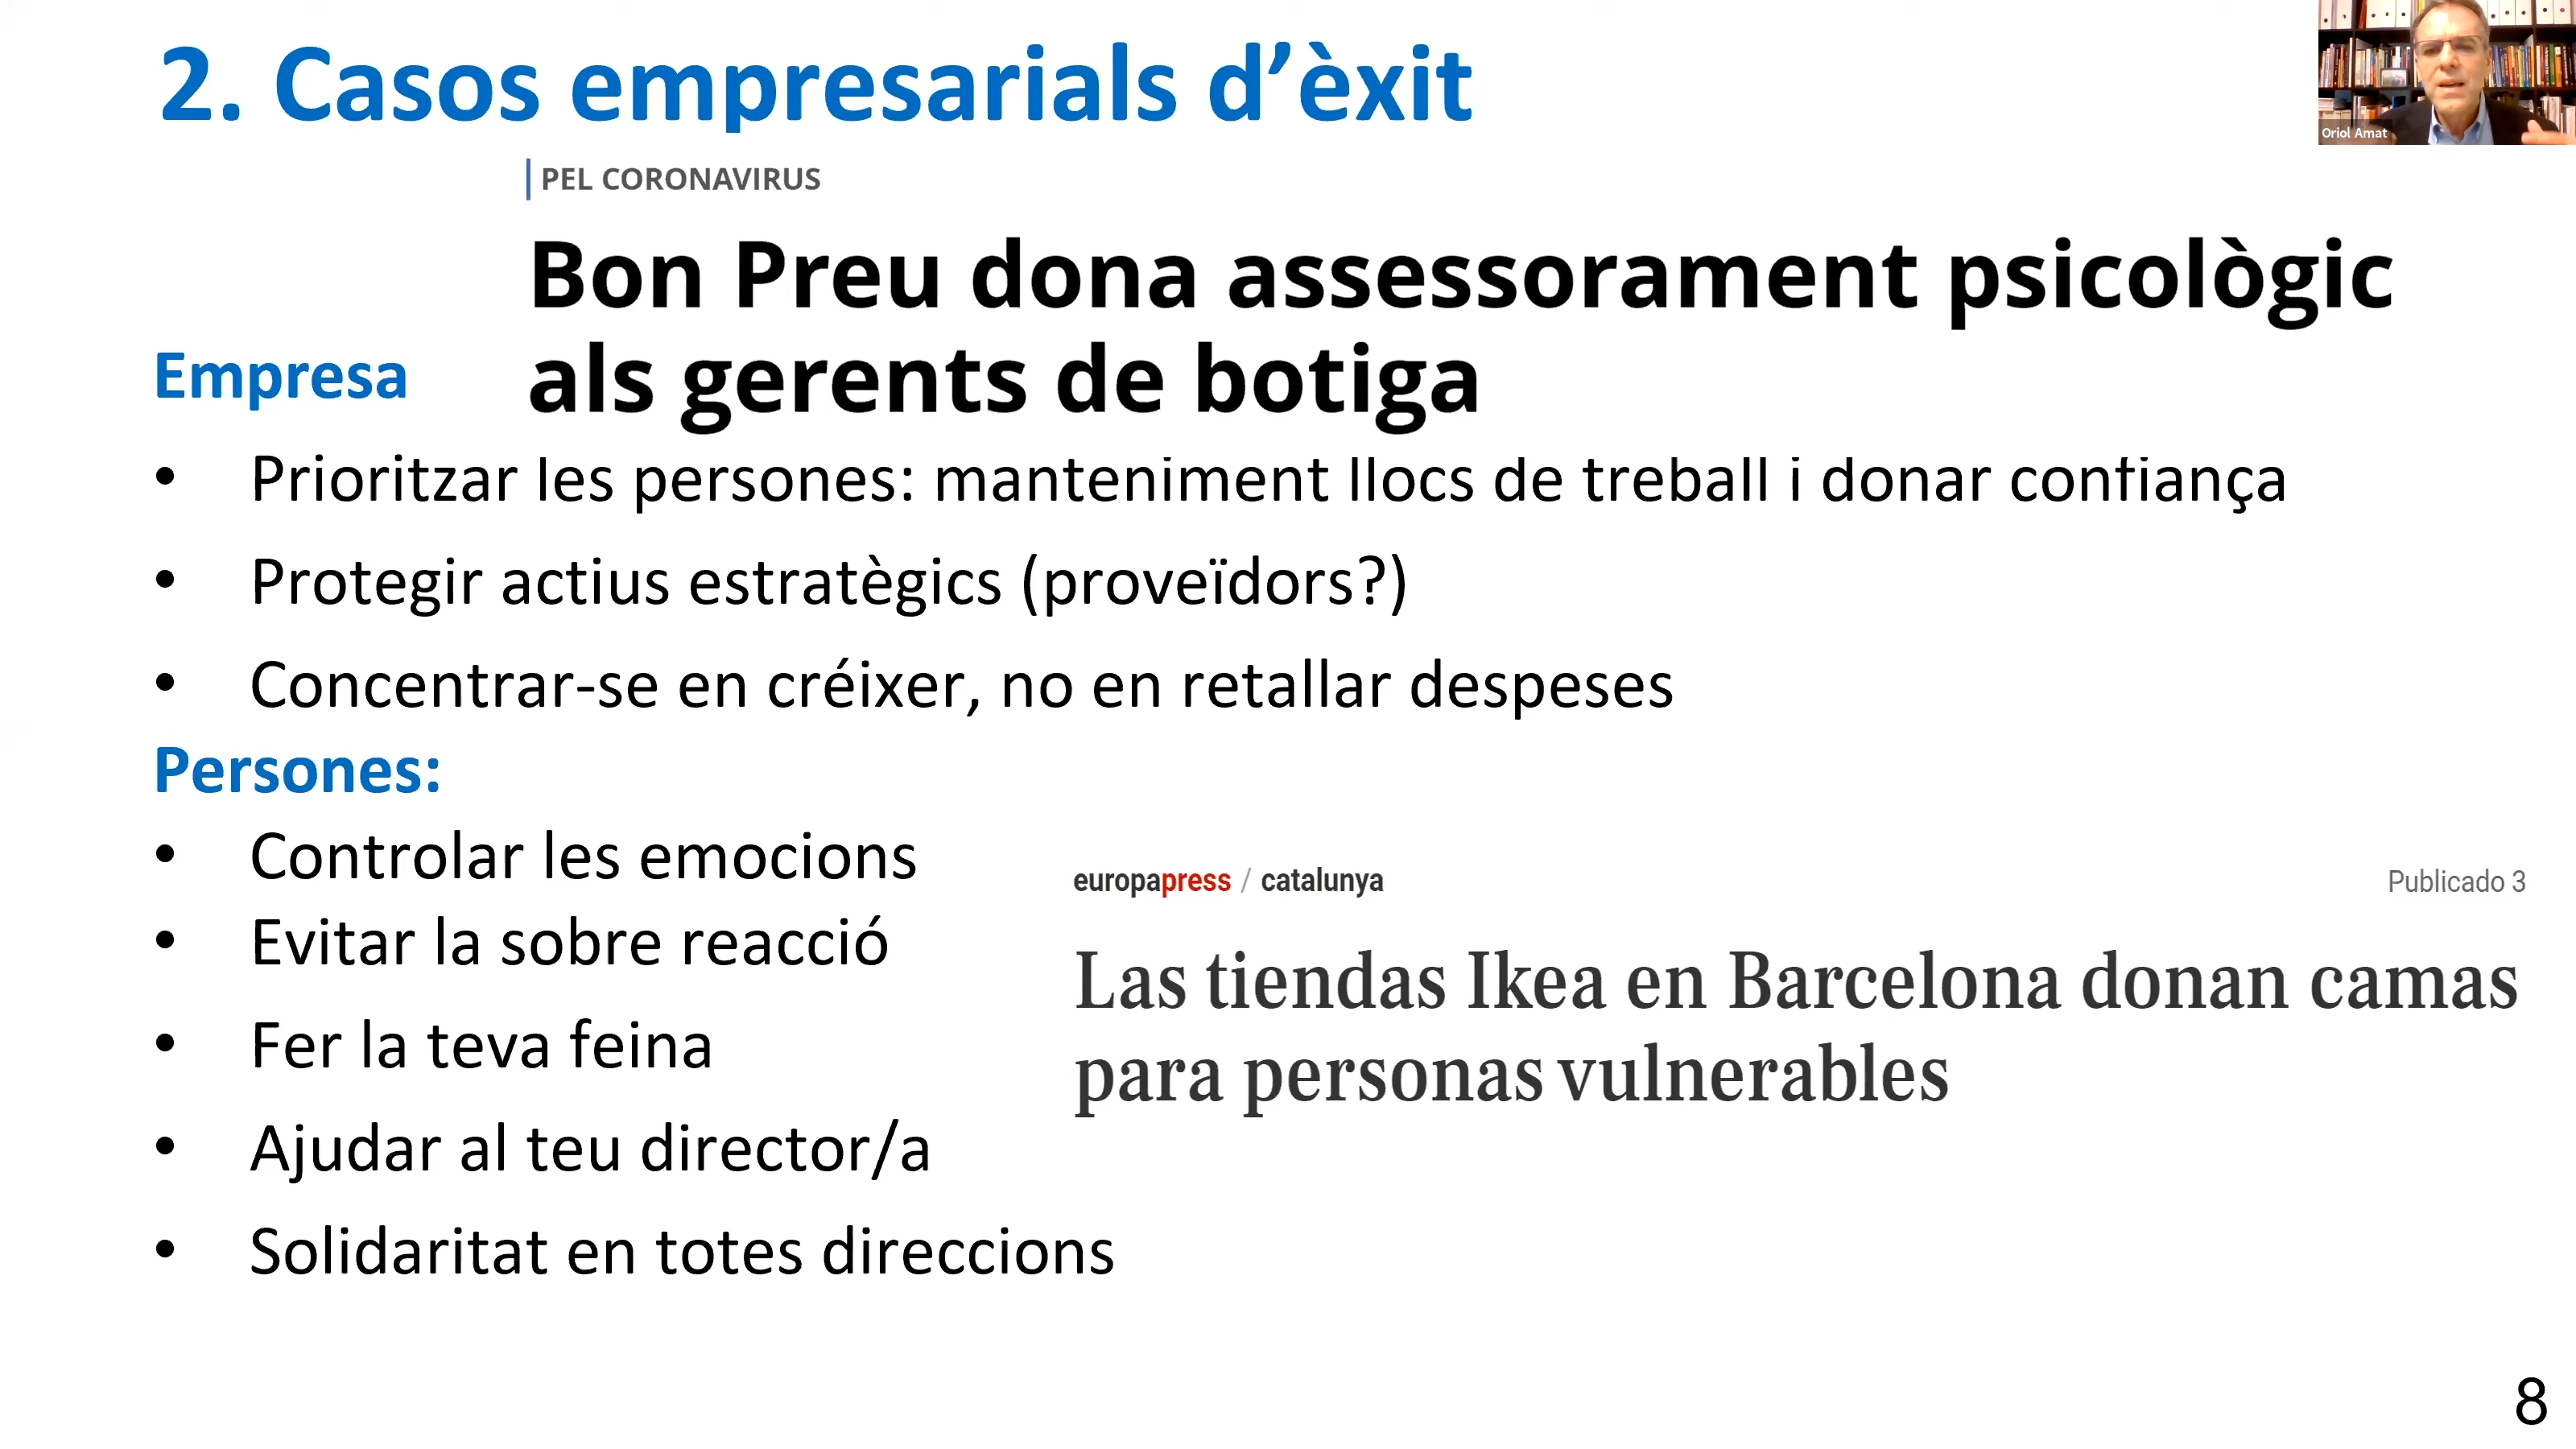 2. Casos empresarials d’èxit
Oriol Amat
PEL CORONAVIRUS
Bon Preu dona assessorament psicològic
als gerents de botiga
Empresa
• Prioritzar les persones: manteniment llocs de treball i donar confiança
• Protegir actius estratègics (proveïdors?)
• Concentrar-se en créixer, no en retallar despeses
Persones:
• Controlar les emocions
• Evitar la sobre reacció
• Fer la teva feina
• Ajudar al teu director/a
• Solidaritat en totes direccions
europapress / catalunya
Publicado 3
Las tiendas Ikea en Barcelona donan camas
para personas vulnerables
8